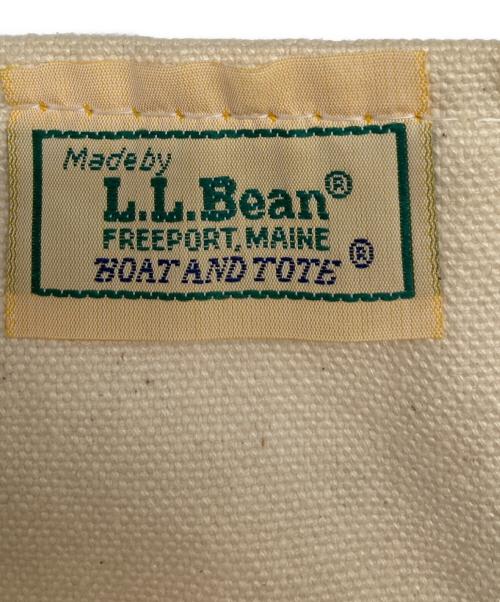 Made by
L.L.Bean®
FREEPORT, MAINE
BOAT AND TOTE®